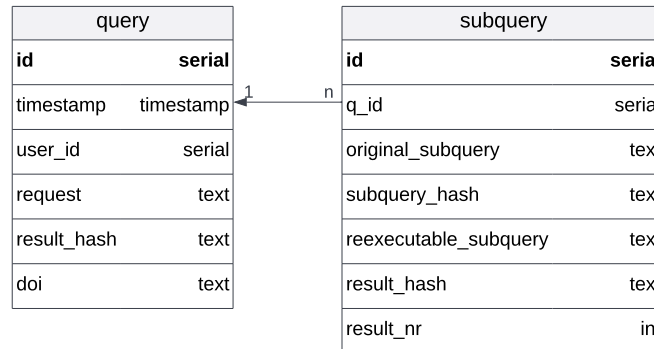 query
id serial
timestamp timestamp
user_id serial
request text
result_hash text
doi text
1 n
subquery
id seria
q_id seria
original_subquery tex
subquery_hash tex
reexecutable_subquery tex
result_hash tex
result_nr in